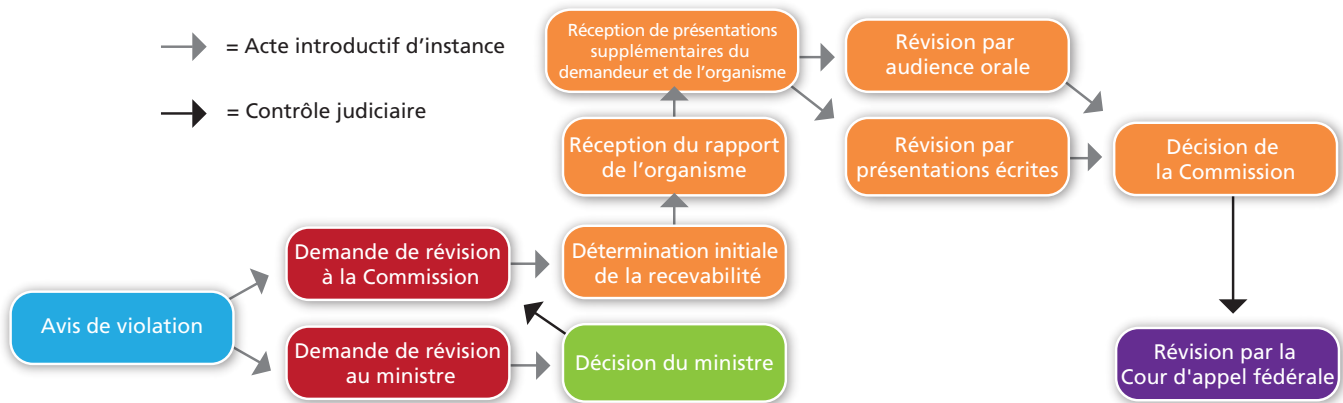 = Acte introductif d'instance
= Contrôle judiciaire
Réception de présentations
supplémentaires du
demandeur et de l'organisme
Révision par
audience orale
Réception du rapport
de l'organisme
Révision par
présentations écrites
Décision de
la Commission
Demande de révision
à la Commission
Détermination initiale
de la recevabilité
Avis de violation
Demande de révision
au ministre
Décision du ministre
Révision par la
Cour d'appel fédérale